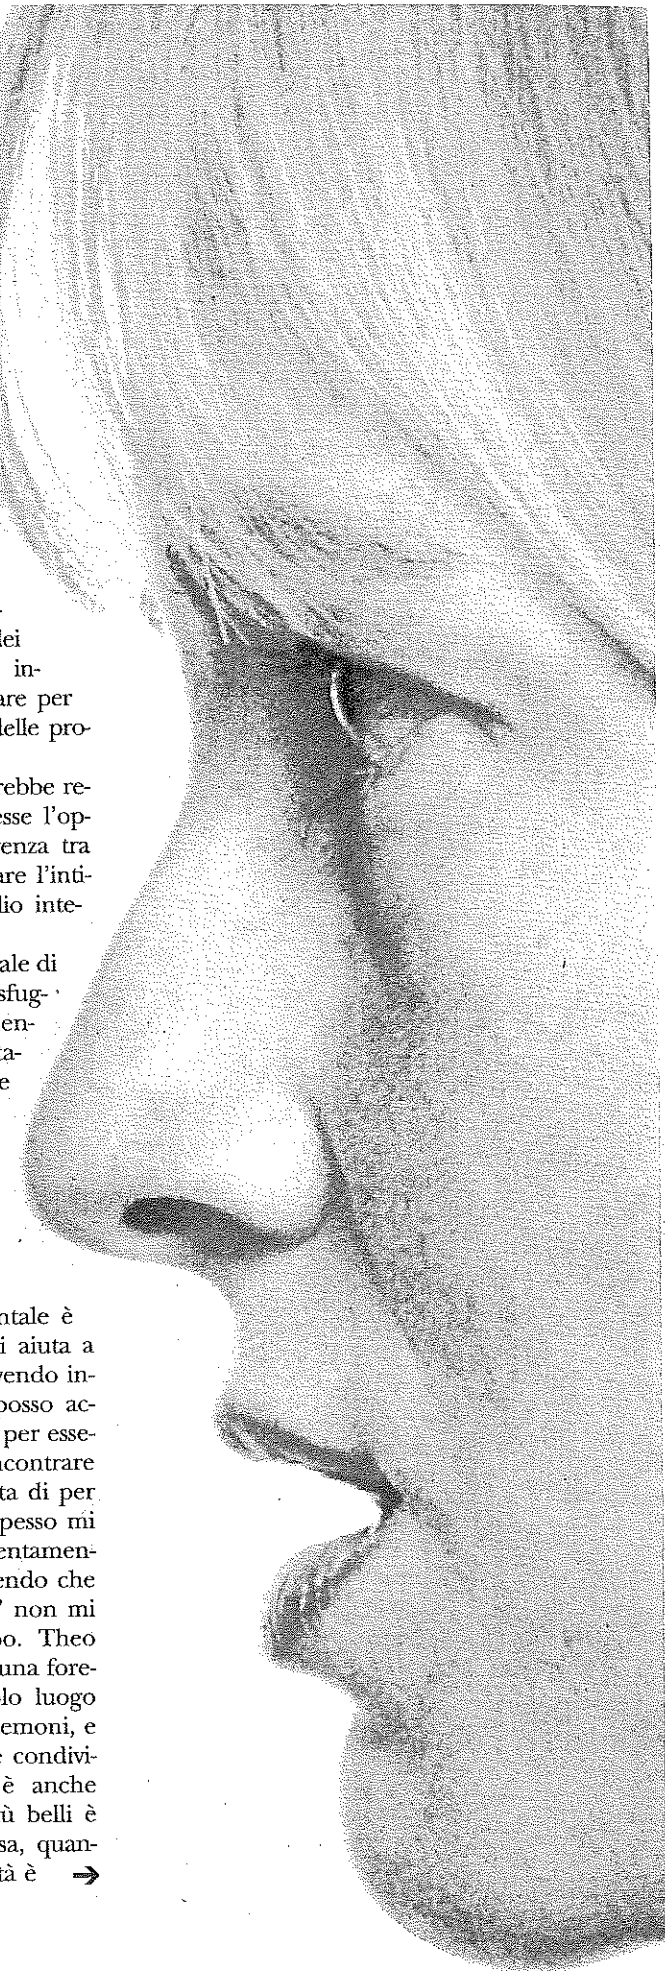 dei
in-
are per
delle pro-
rebbe re-
esse l'op-
enza tra
are l'inti-
lio inte-
ale di
sfug-
en-
ta-
e
ntale è
i aiuta a
vendo in-
posso ac-
per esse-
ncontrare
ta di per
pesso mi
entamen-
endo che
' non mi
po. Theo
una fore-
lo luogo
emoni, e
e condivi-
è anche
ù belli è
sa, quan-
tà è ➔